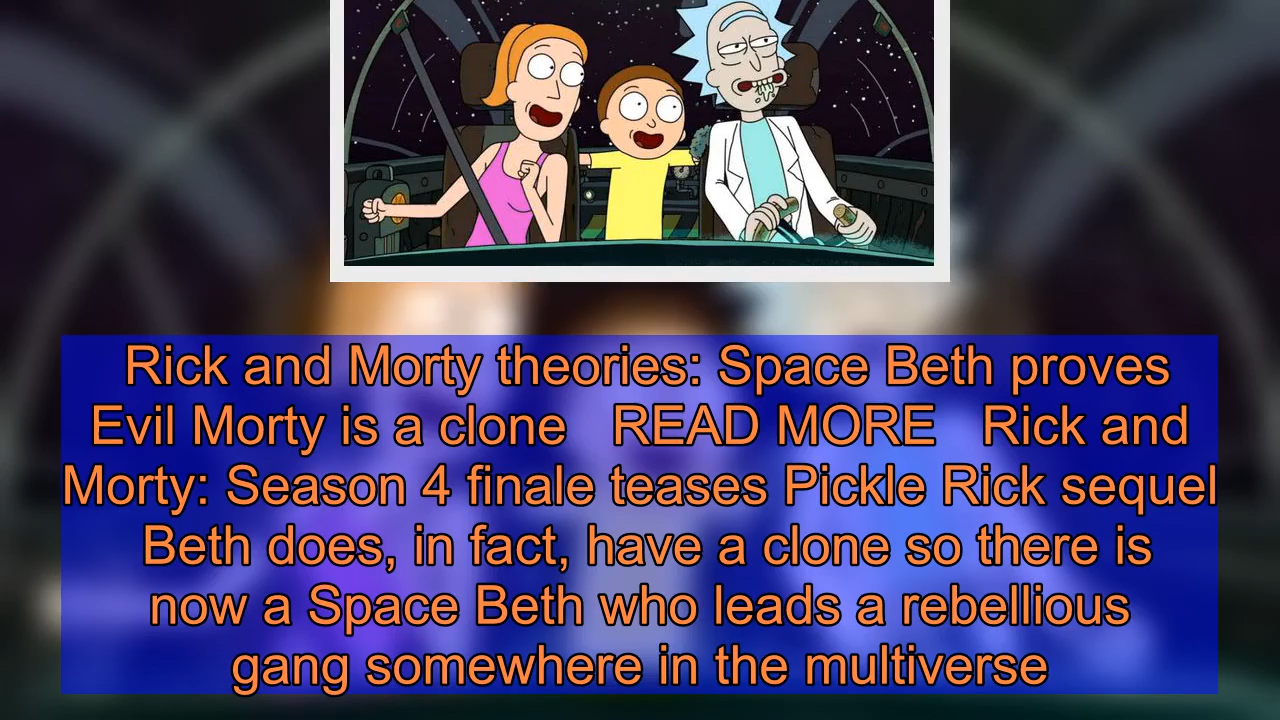 Rick and Morty theories: Space Beth proves
Evil Morty is a clone   READ MORE   Rick and
Morty: Season 4 finale teases Pickle Rick sequel
Beth does, in fact, have a clone so there is
now a Space Beth who leads a rebellious
gang somewhere in the multiverse